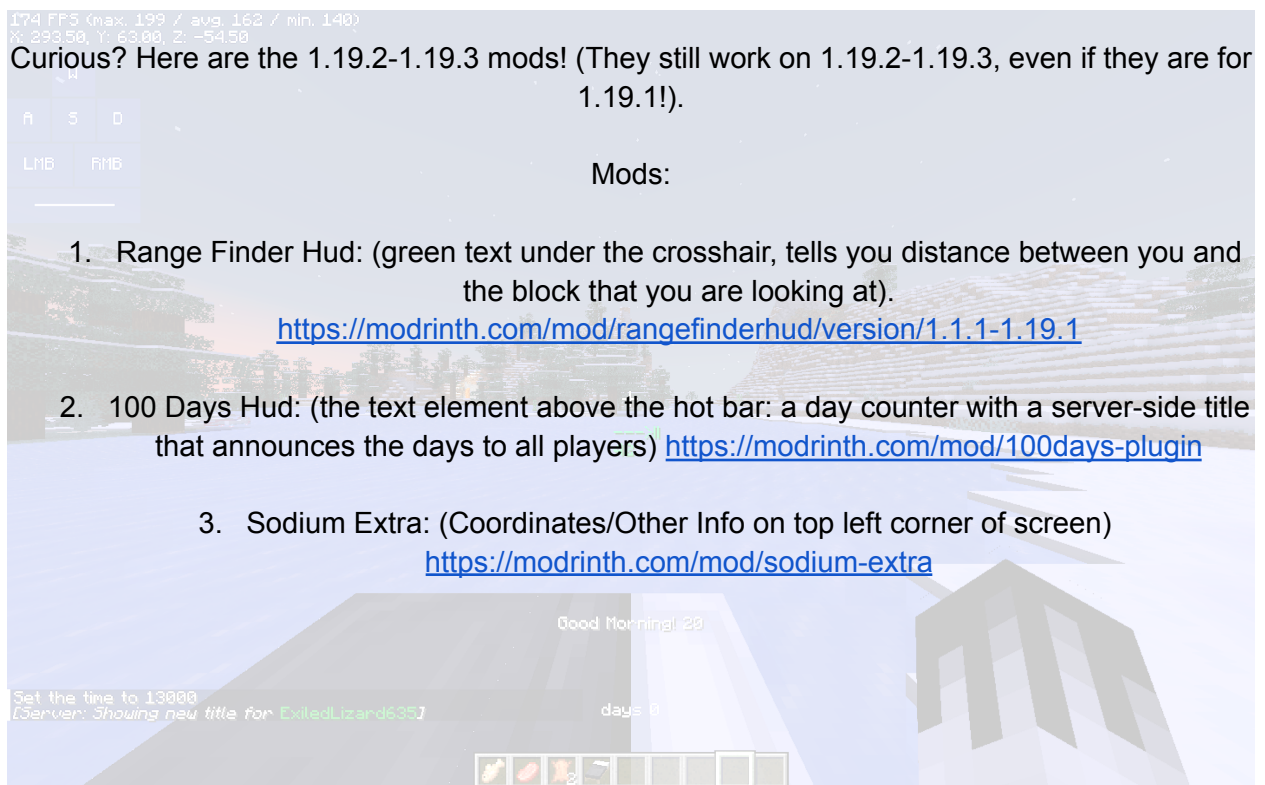 174 FPS (max. 199 / avg. 162 / min. 140)
X: 293.50, Y: 63.00, Z: -54.50
Curious? Here are the 1.19.2-1.19.3 mods! (They still work on 1.19.2-1.19.3, even if they are for
1.19.1!).
W
A S D
LMB RMB
Mods:
1. Range Finder Hud: (green text under the crosshair, tells you distance between you and
the block that you are looking at).
https://modrinth.com/mod/rangefinderhud/version/1.1.1-1.19.1
2. 100 Days Hud: (the text element above the hot bar: a day counter with a server-side title
that announces the days to all players) https://modrinth.com/mod/100days-plugin
3. Sodium Extra: (Coordinates/Other Info on top left corner of screen)
https://modrinth.com/mod/sodium-extra
Good Morning! 20
Set the time to 13000
[Server: Showing new title for ExiledLizard635]
days 0
2